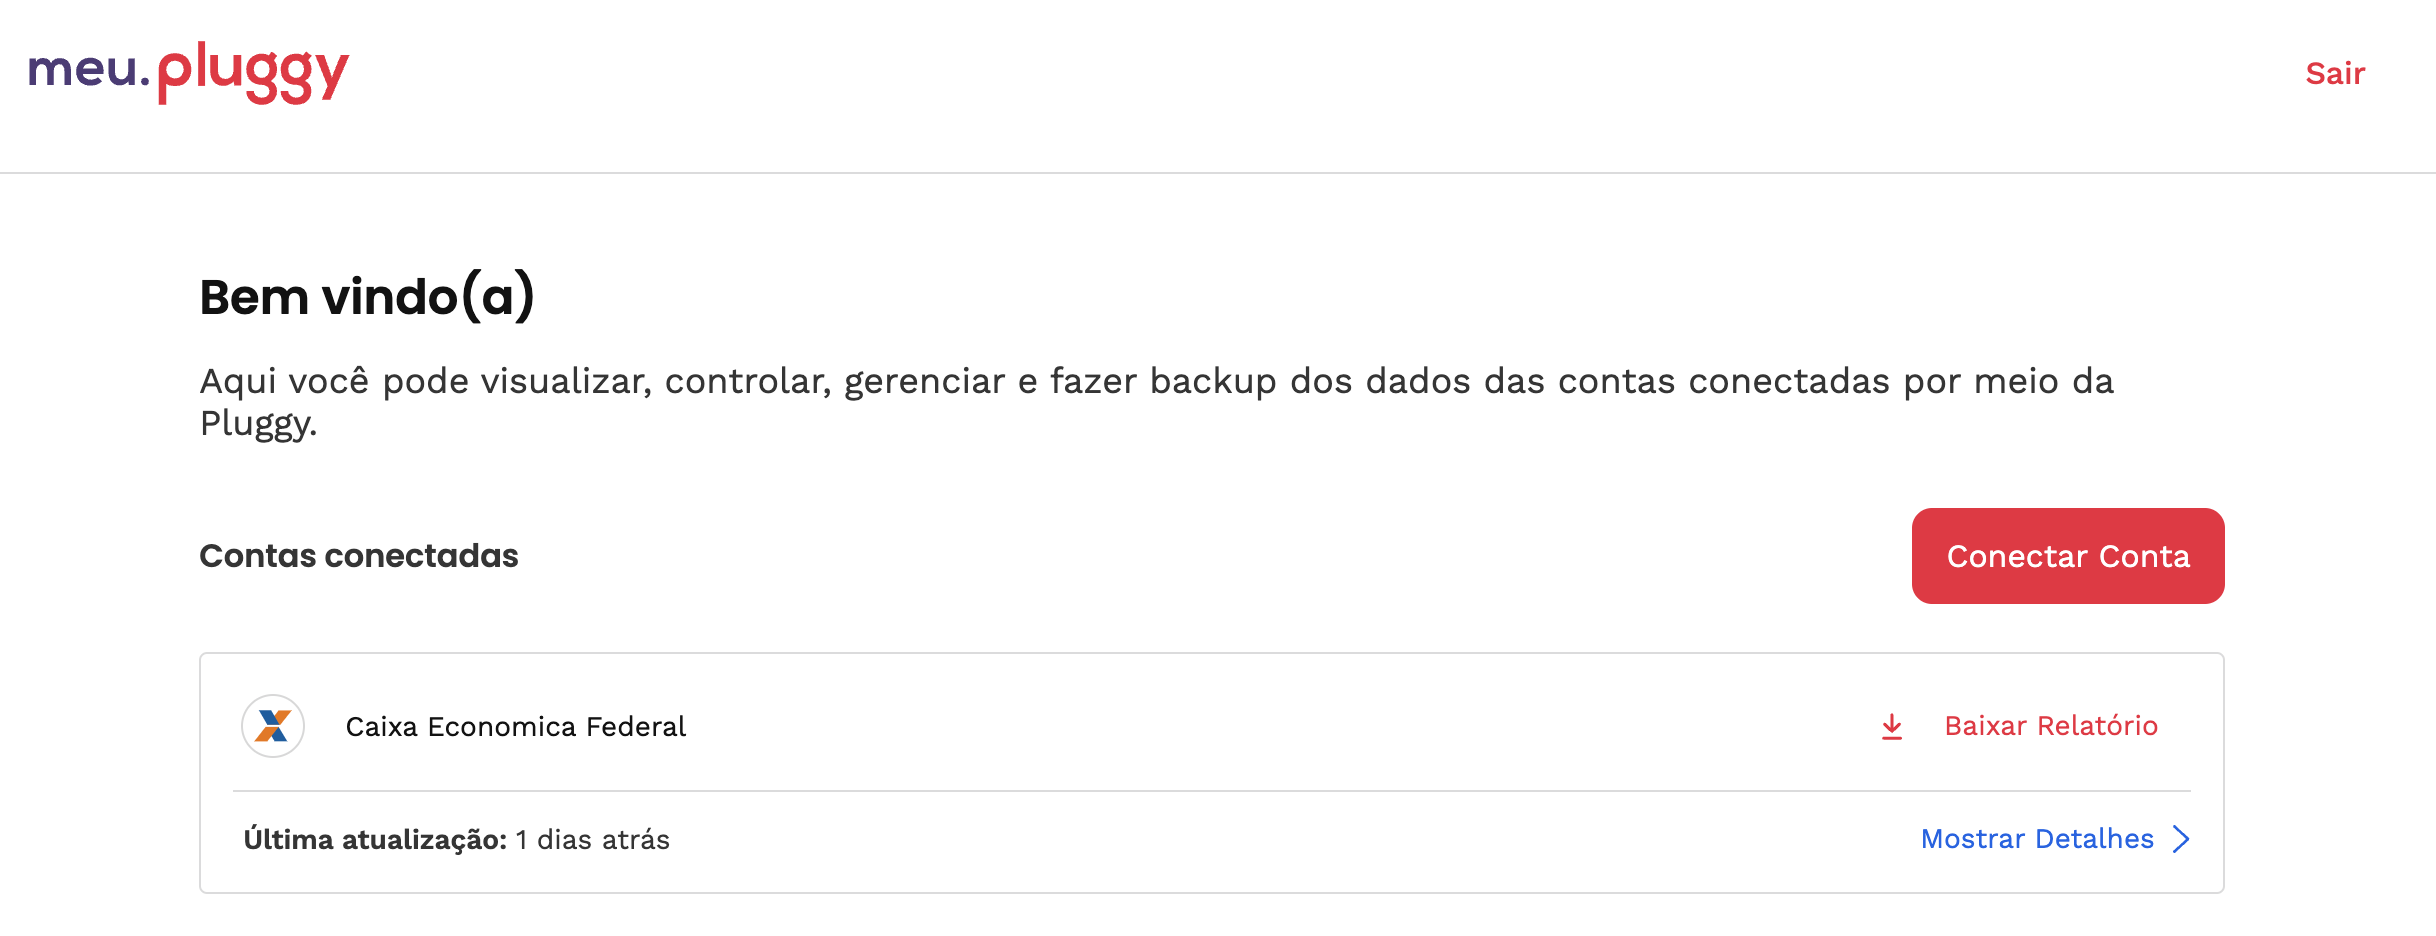 meu.pluggy
Sair
Bem vindo(a)
Aqui você pode visualizar, controlar, gerenciar e fazer backup dos dados das contas conectadas por meio da
Pluggy.
Contas conectadas
Conectar Conta
Caixa Economica Federal
Baixar Relatório
Última atualização: 1 dias atrás
Mostrar Detalhes